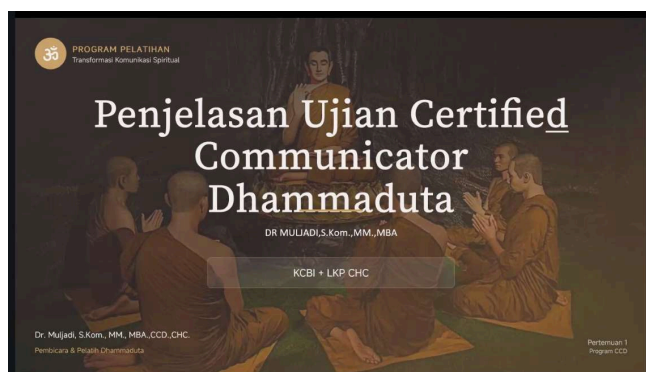 ॐ
PROGRAM PELATIHAN
Transformasi Komunikasi Spiritual
Penjelasan Ujian Certified
Communicator
Dhammaduta
DR MULJADI,S.Kom.,MM.,MBA
KCBI + LKP CHC
Dr. Muljadi, S.Kom., MM., MBA.,CCD.,CHC.
Pembicara & Pelatih Dhammaduta
Pertemuan 1
Program CCD